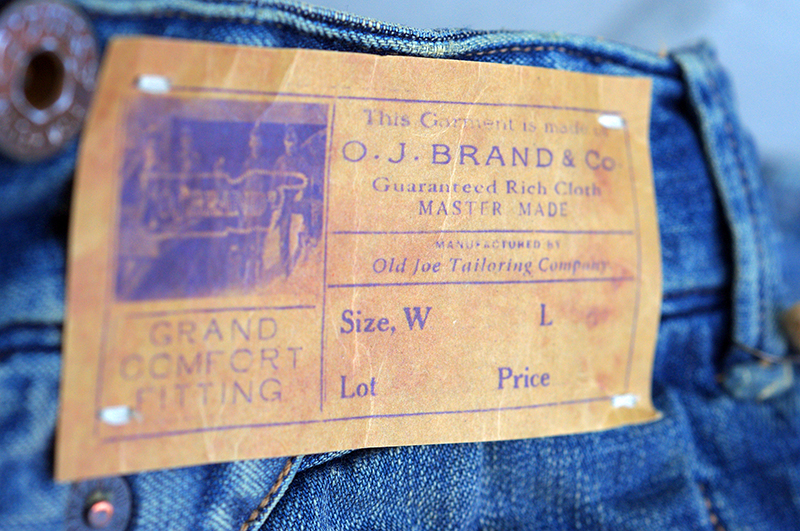 This Garment is made of
O. J. BRAND & Co
Guaranteed Rich Cloth
MASTER MADE
MANUFACTURED BY
Old Joe Tailoring Company
Size, W L
Lot Price
GRAND
COMFORT
FITTING